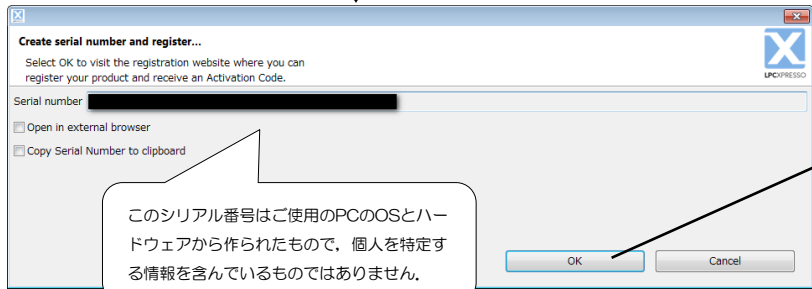 Create serial number and register...
Select OK to visit the registration website where you can
register your product and receive an Activation Code.
LPCXPRESSO
Serial number
Open in external browser
Copy Serial Number to clipboard
このシリアル番号はご使用のPCのOSとハー
ドウェアから作られたもので，個人を特定す
る情報を含んでいるものではありません．
OK
Cancel